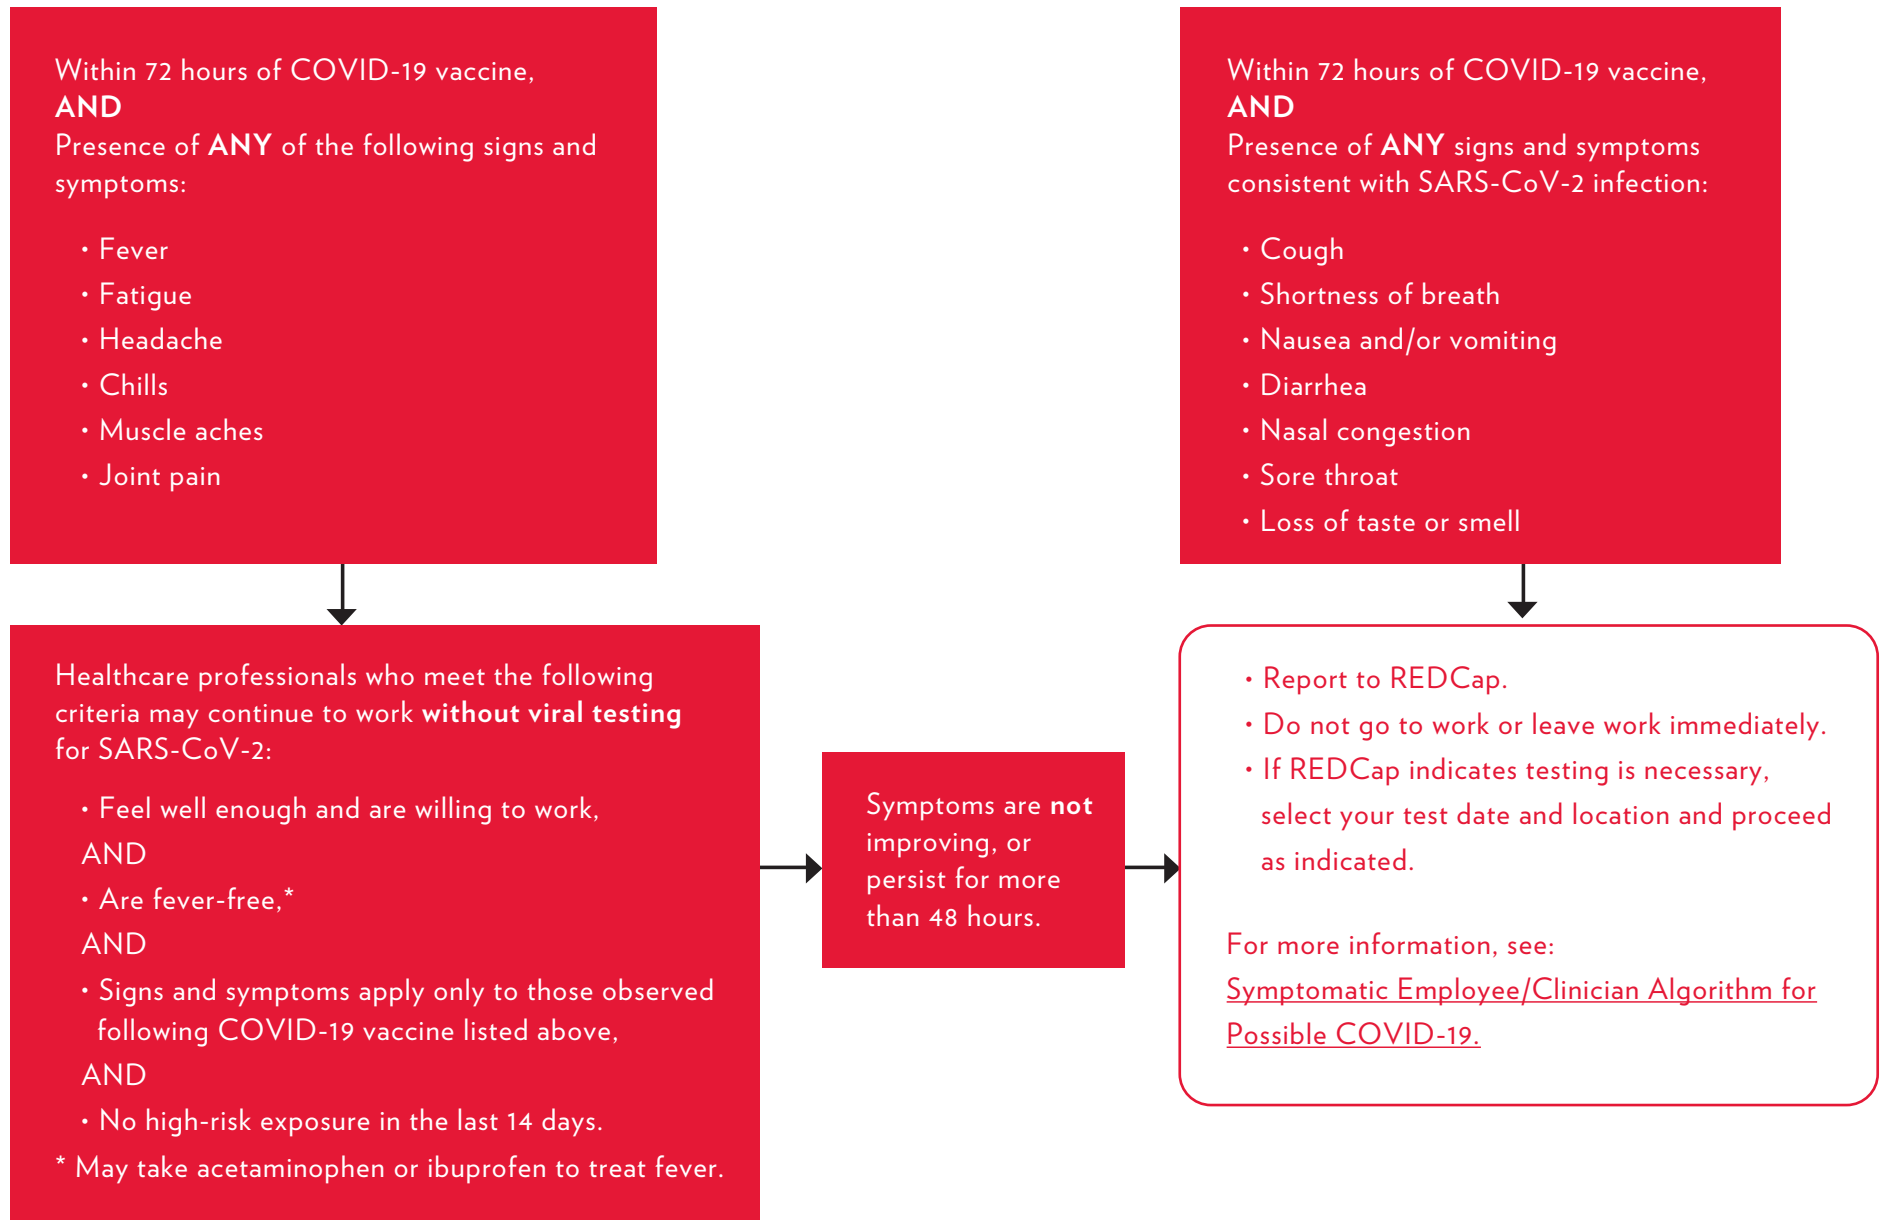 Within 72 hours of COVID-19 vaccine,
AND
Presence of ANY of the following signs and
symptoms:
• Fever
• Fatigue
• Headache
• Chills
• Muscle aches
• Joint pain
Within 72 hours of COVID-19 vaccine,
AND
Presence of ANY signs and symptoms
consistent with SARS-CoV-2 infection:
• Cough
• Shortness of breath
• Nausea and/or vomiting
• Diarrhea
• Nasal congestion
• Sore throat
• Loss of taste or smell
Healthcare professionals who meet the following
criteria may continue to work without viral testing
for SARS-CoV-2:
• Feel well enough and are willing to work,
AND
• Are fever-free,*
AND
• Signs and symptoms apply only to those observed
following COVID-19 vaccine listed above,
AND
• No high-risk exposure in the last 14 days.
* May take acetaminophen or ibuprofen to treat fever.
Symptoms are not
improving, or
persist for more
than 48 hours.
• Report to REDCap.
• Do not go to work or leave work immediately.
• If REDCap indicates testing is necessary,
select your test date and location and proceed
as indicated.
For more information, see:
Symptomatic Employee/Clinician Algorithm for
Possible COVID-19.